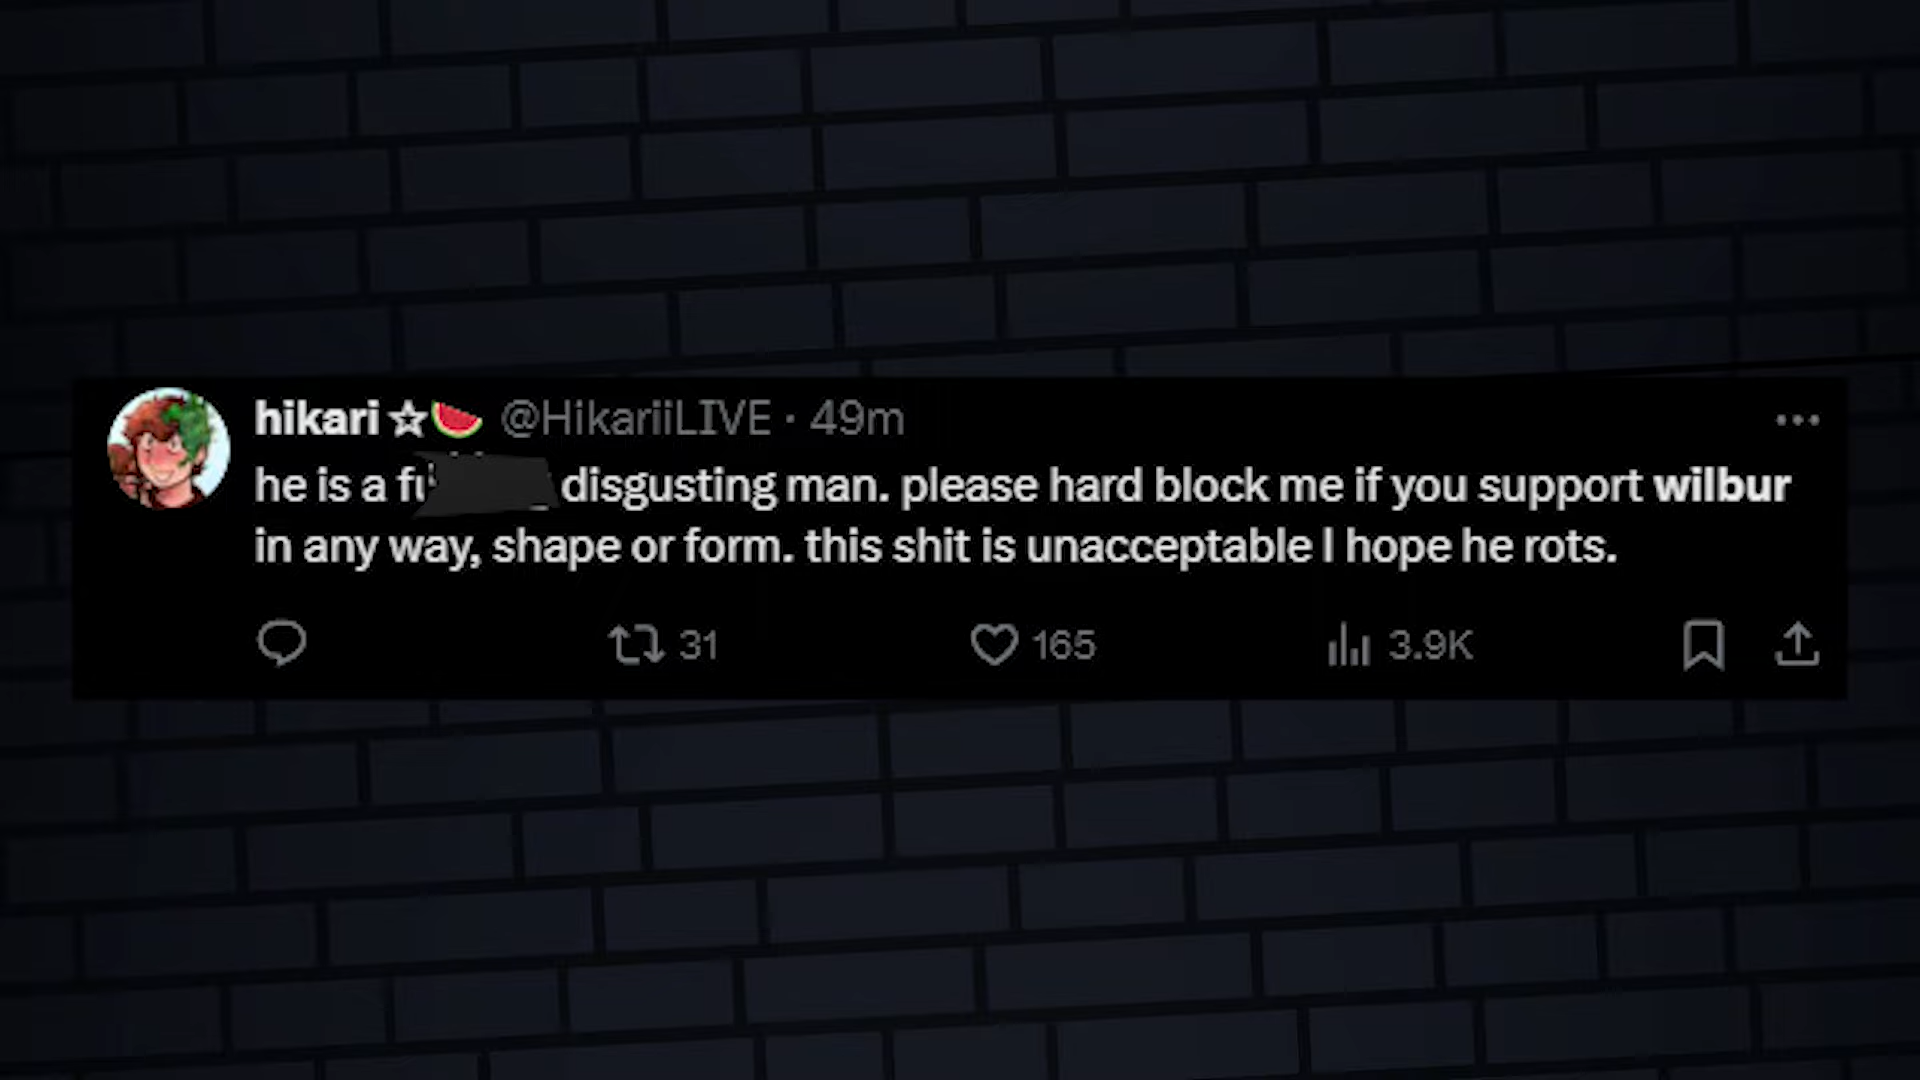 hikari☆🍉 @HikariiLIVE · 49m
he is a disgusting man. please hard block me if you support wilbur
in any way, shape or form. this shit is unacceptable I hope he rots.
31 165 3.9K